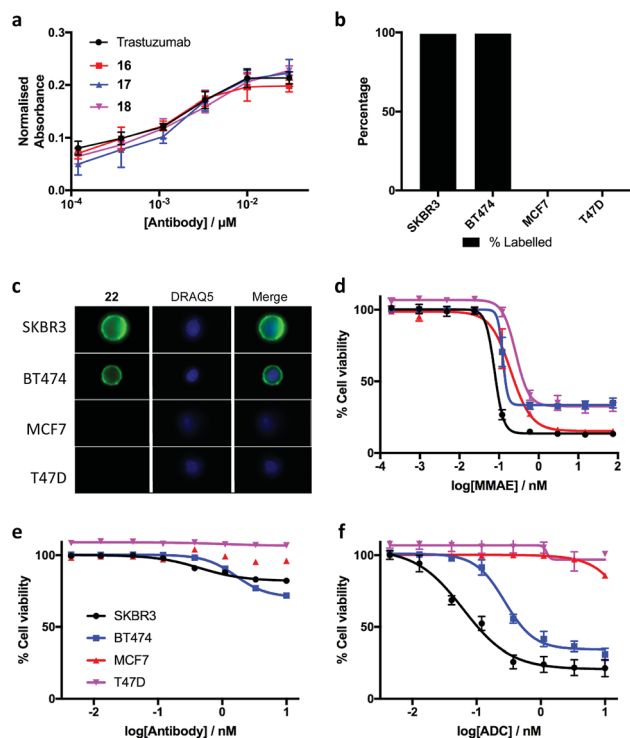 a
Normalised
Absorbance
0.3
0.2
0.1
0.0
10⁻⁴
10⁻³
10⁻²
[Antibody] / µM
Trastuzumab
16
17
18
b
Percentage
100
50
0
SKBR3
BT474
MCF7
T47D
% Labelled
c
22 DRAQ5 Merge
SKBR3
BT474
MCF7
T47D
d
% Cell viability
100
50
0
-4 -3 -2 -1 0 1 2
log[MMAE] / nM
e
% Cell viability
100
50
0
-2 -1 0 1
log[Antibody] / nM
SKBR3
BT474
MCF7
T47D
f
% Cell viability
100
50
0
-2 -1 0 1
log[ADC] / nM